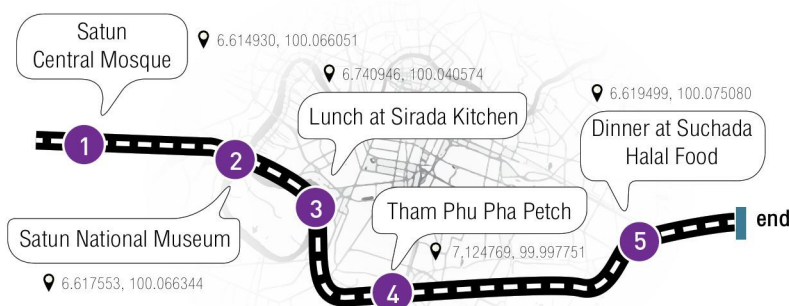 Satun
Central Mosque
6.614930, 100.066051
1
2
Satun National Museum
6.617553, 100.066344
6.740946, 100.040574
Lunch at Sirada Kitchen
3
Tham Phu Pha Petch
7,124769, 99.997751
4
6.619499, 100.075080
Dinner at Suchada
Halal Food
5
end